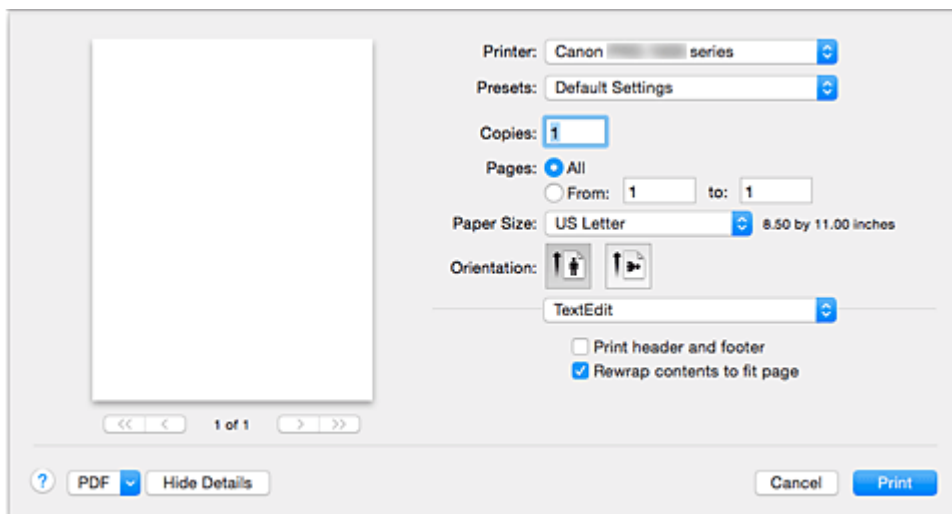 Printer: Canon series
Presets: Default Settings
Copies: 1
Pages: All
From: 1 to: 1
Paper Size: US Letter 8.50 by 11.00 inches
Orientation:
TextEdit
Print header and footer
Rewrap contents to fit page
<< < 1 of 1 > >>
? PDF Hide Details Cancel Print